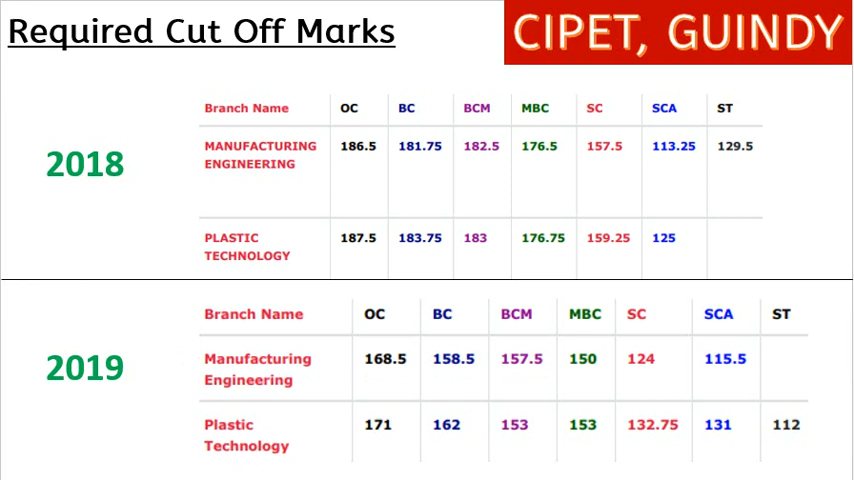 Required Cut Off Marks
CIPET, GUINDY
2018
Branch Name OC BC BCM MBC SC SCA ST
MANUFACTURING 186.5 181.75 182.5 176.5 157.5 113.25 129.5
ENGINEERING
PLASTIC 187.5 183.75 183 176.75 159.25 125
TECHNOLOGY
2019
Branch Name OC BC BCM MBC SC SCA ST
Manufacturing 168.5 158.5 157.5 150 124 115.5
Engineering
Plastic 171 162 153 153 132.75 131 112
Technology